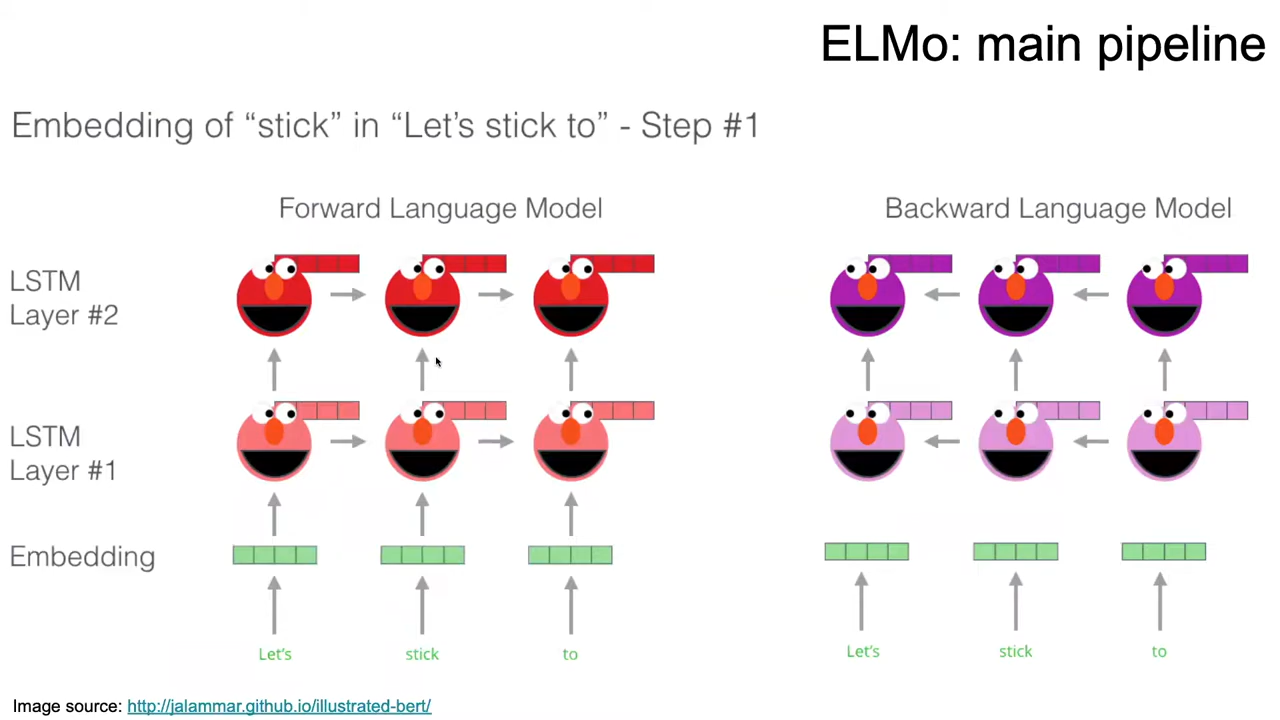 ELMo: main pipeline
Embedding of “stick” in “Let’s stick to” - Step #1
Forward Language Model
Backward Language Model
LSTM
Layer #2
LSTM
Layer #1
Embedding
Let’s stick to
Let’s stick to
Image source: http://jalammar.github.io/illustrated-bert/